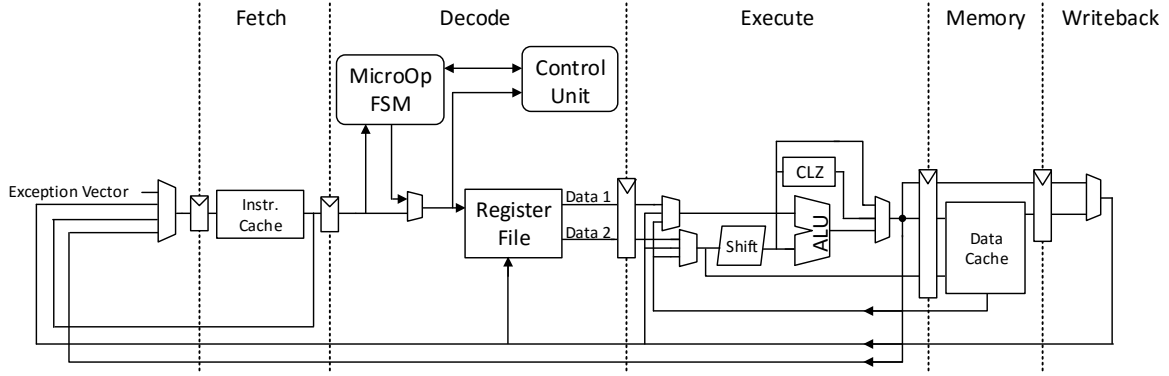 Fetch
Decode
Execute
Memory
Writeback
MicroOp
FSM
Control
Unit
Exception Vector
Instr.
Cache
Register
File
Data 1
Data 2
CLZ
Shift
ALU
Data
Cache